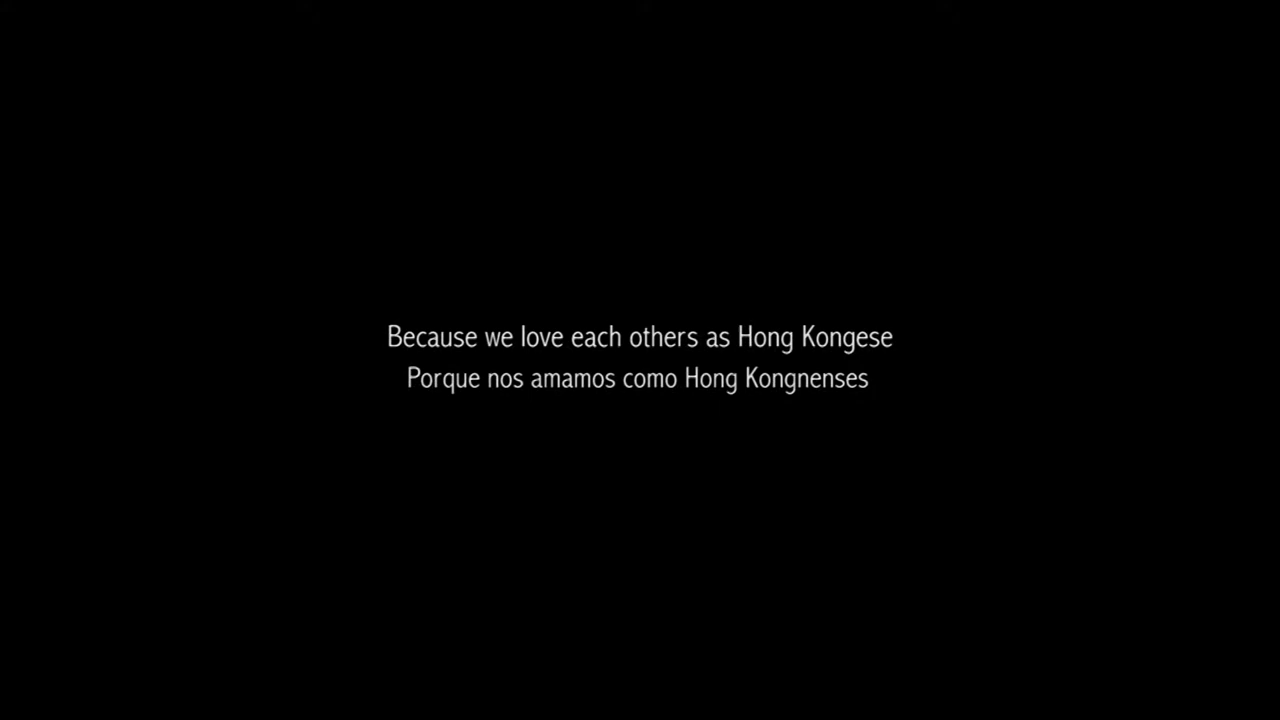 Because we love each others as Hong Kongese
Porque nos amamos como Hong Kongnenses